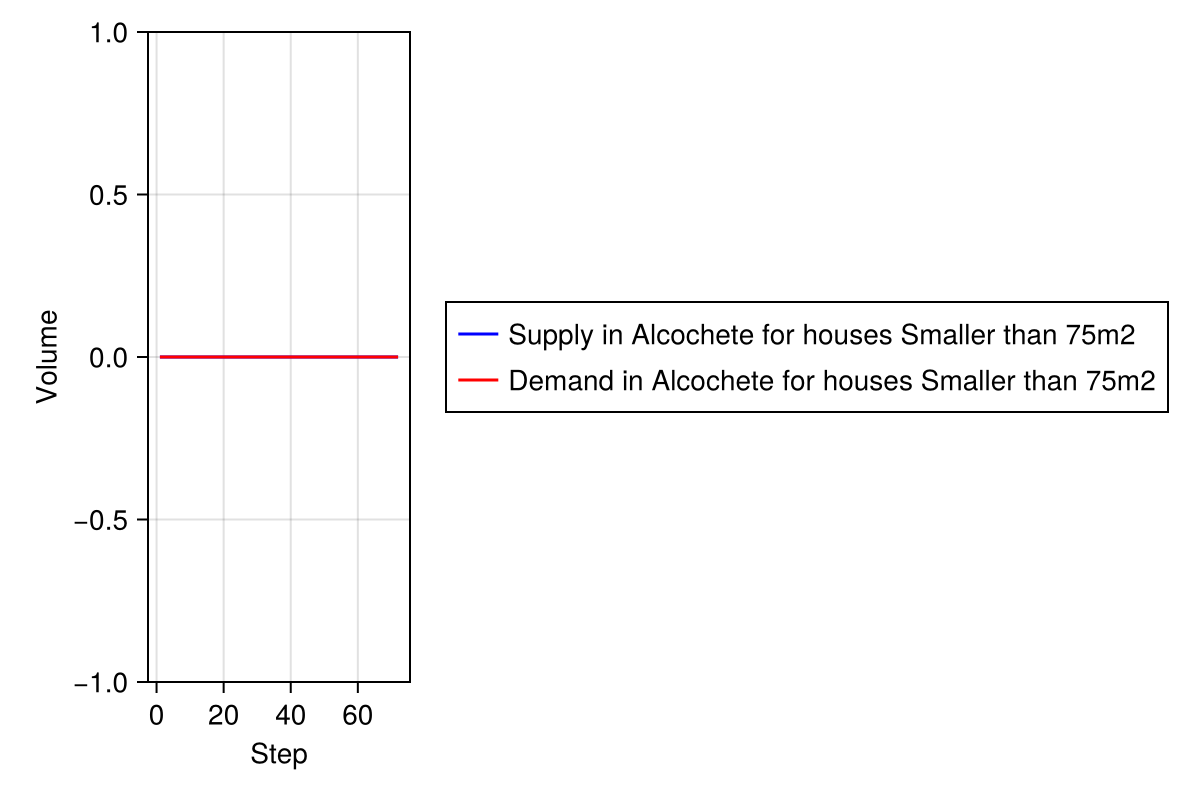 1.0
0.5
0.0
−0.5
−1.0
Volume
0 20 40 60
Step
Supply in Alcochete for houses Smaller than 75m2
Demand in Alcochete for houses Smaller than 75m2